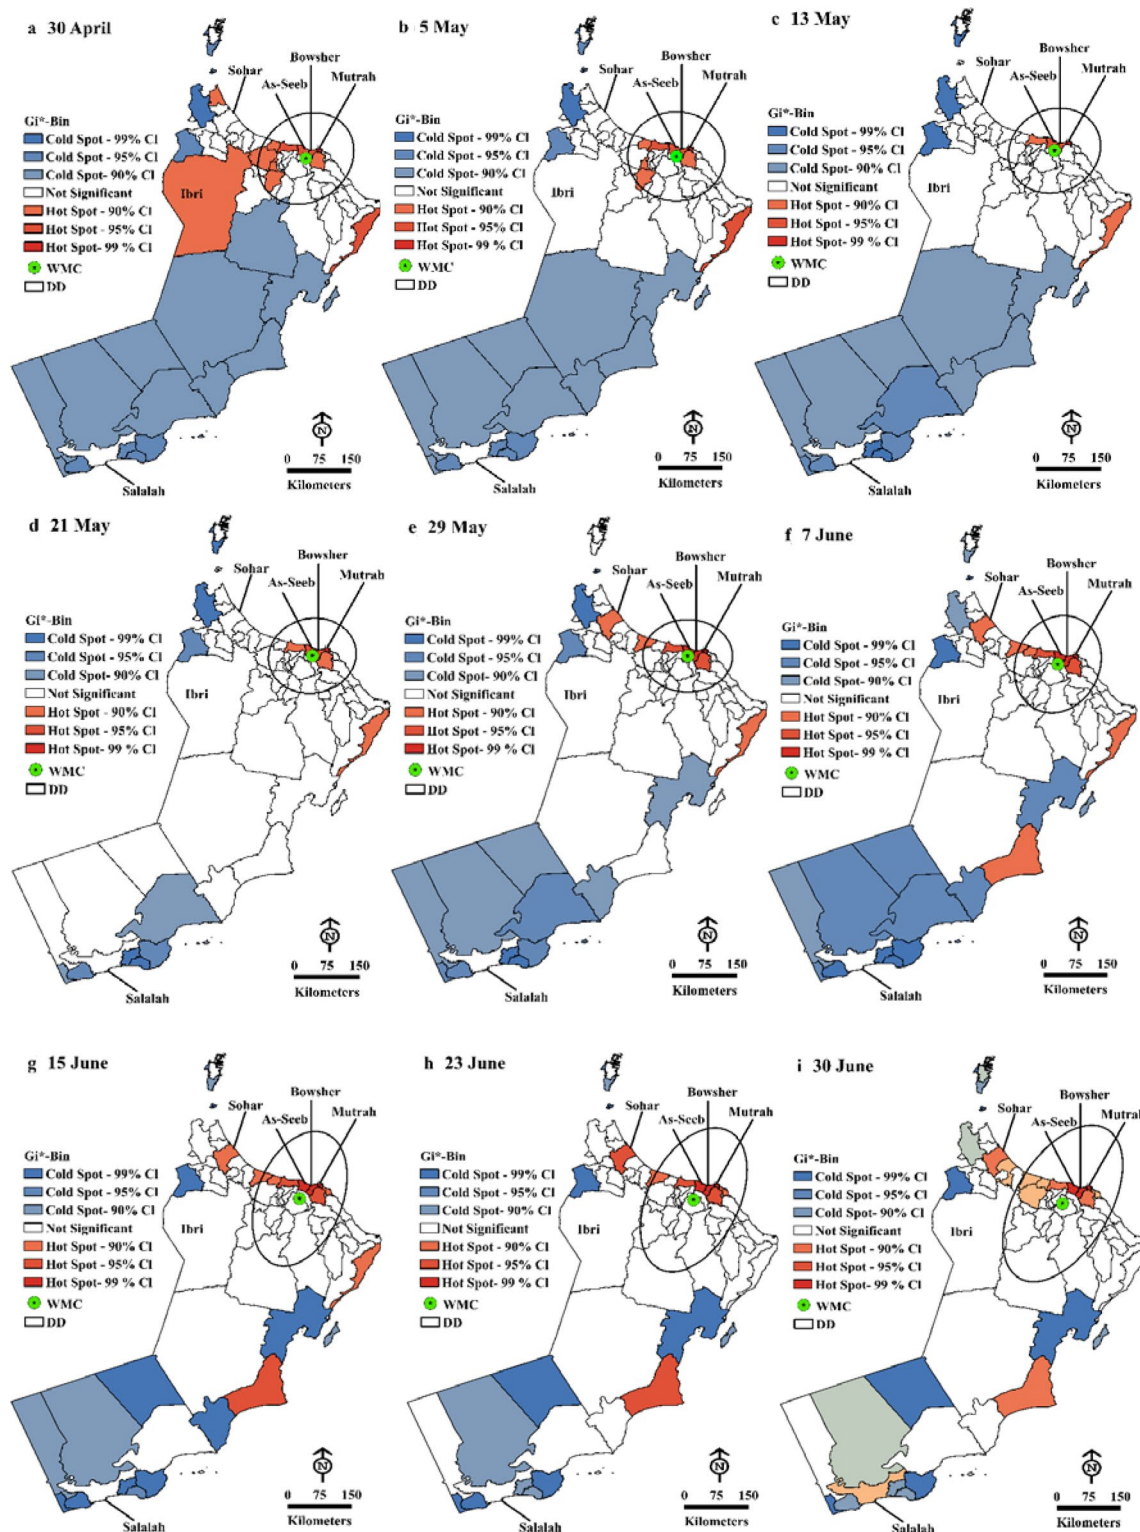 a 30 April
Bowsher
Sohar
As-Seeb
Mutrah
Gi*-Bin
Cold Spot - 99% CI
Cold Spot - 95% CI
Cold Spot - 90% CI
Not Significant
Hot Spot - 90% CI
Hot Spot - 95% CI
Hot Spot- 99 % CI
WMC
DD
Ibri
N
0 75 150
Kilometers
Salalah
b 5 May
Bowsher
Sohar
As-Seeb
Mutrah
Gi*-Bin
Cold Spot - 99% CI
Cold Spot - 95% CI
Cold Spot - 90% CI
Not Significant
Hot Spot - 90% CI
Hot Spot - 95% CI
Hot Spot- 99 % CI
WMC
DD
Ibri
N
0 75 150
Kilometers
Salalah
c 13 May
Bowsher
Sohar
As-Seeb
Mutrah
Gi*-Bin
Cold Spot - 99% CI
Cold Spot - 95% CI
Cold Spot - 90% CI
Not Significant
Hot Spot - 90% CI
Hot Spot - 95% CI
Hot Spot- 99 % CI
WMC
DD
Ibri
N
0 75 150
Kilometers
Salalah
d 21 May
Bowsher
Sohar
As-Seeb
Mutrah
Gi*-Bin
Cold Spot - 99% CI
Cold Spot - 95% CI
Cold Spot - 90% CI
Not Significant
Hot Spot - 90% CI
Hot Spot - 95% CI
Hot Spot- 99 % CI
WMC
DD
Ibri
N
0 75 150
Kilometers
Salalah
e 29 May
Bowsher
Sohar
As-Seeb
Mutrah
Gi*-Bin
Cold Spot - 99% CI
Cold Spot - 95% CI
Cold Spot - 90% CI
Not Significant
Hot Spot - 90% CI
Hot Spot - 95% CI
Hot Spot- 99 % CI
WMC
DD
Ibri
N
0 75 150
Kilometers
Salalah
f 7 June
Bowsher
Sohar
As-Seeb
Mutrah
Gi*-Bin
Cold Spot - 99% CI
Cold Spot - 95% CI
Cold Spot - 90% CI
Not Significant
Hot Spot - 90% CI
Hot Spot - 95% CI
Hot Spot- 99 % CI
WMC
DD
Ibri
N
0 75 150
Kilometers
Salalah
g 15 June
Bowsher
Sohar
As-Seeb
Mutrah
Gi*-Bin
Cold Spot - 99% CI
Cold Spot - 95% CI
Cold Spot - 90% CI
Not Significant
Hot Spot - 90% CI
Hot Spot - 95% CI
Hot Spot- 99 % CI
WMC
DD
Ibri
N
0 75 150
Kilometers
Salalah
h 23 June
Bowsher
Sohar
As-Seeb
Mutrah
Gi*-Bin
Cold Spot - 99% CI
Cold Spot - 95% CI
Cold Spot - 90% CI
Not Significant
Hot Spot - 90% CI
Hot Spot - 95% CI
Hot Spot- 99 % CI
WMC
DD
Ibri
N
0 75 150
Kilometers
Salalah
i 30 June
Bowsher
Sohar
As-Seeb
Mutrah
Gi*-Bin
Cold Spot - 99% CI
Cold Spot - 95% CI
Cold Spot - 90% CI
Not Significant
Hot Spot - 90% CI
Hot Spot - 95% CI
Hot Spot- 99 % CI
WMC
DD
Ibri
N
0 75 150
Kilometers
Salalah